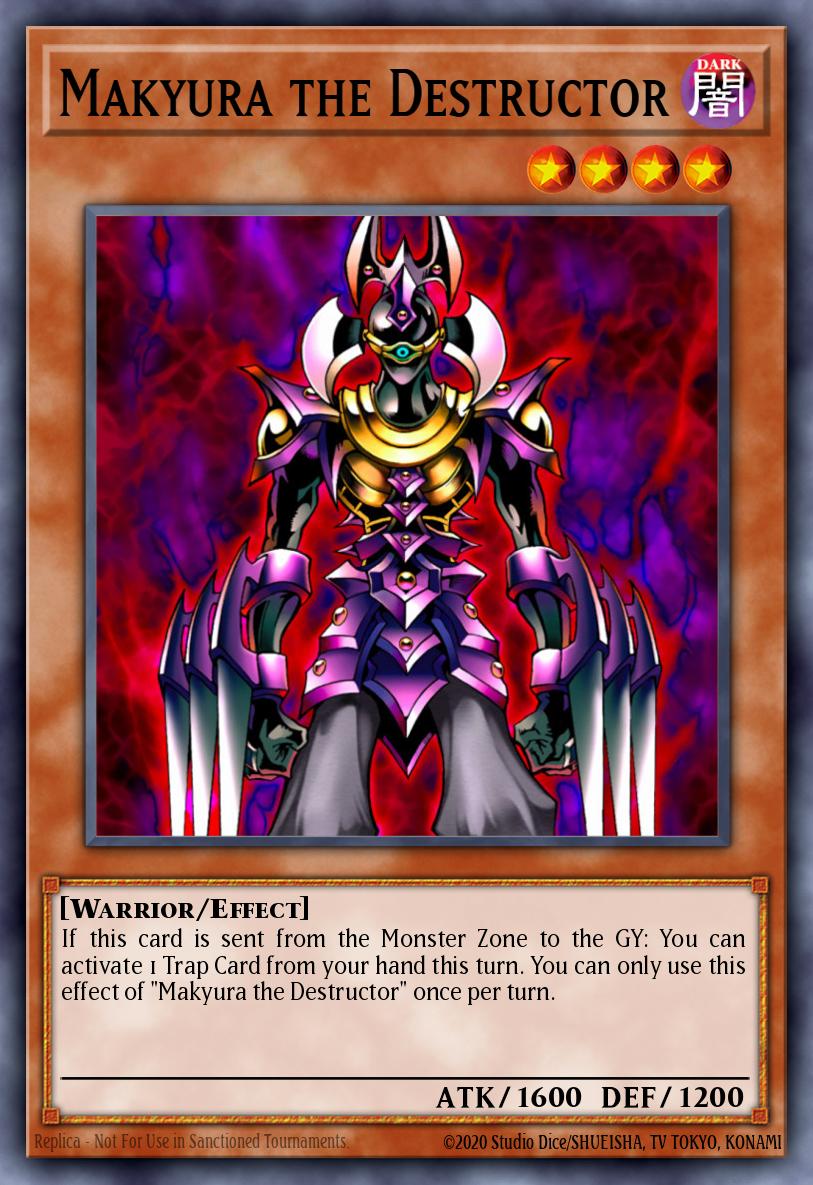 Makyura the Destructor
DARK
闇
[Warrior/Effect]
If this card is sent from the Monster Zone to the GY: You can
activate 1 Trap Card from your hand this turn. You can only use this
effect of "Makyura the Destructor" once per turn.
ATK/1600 DEF/1200
Replica - Not For Use in Sanctioned Tournaments.
©2020 Studio Dice/SHUEISHA, TV TOKYO, KONAMI